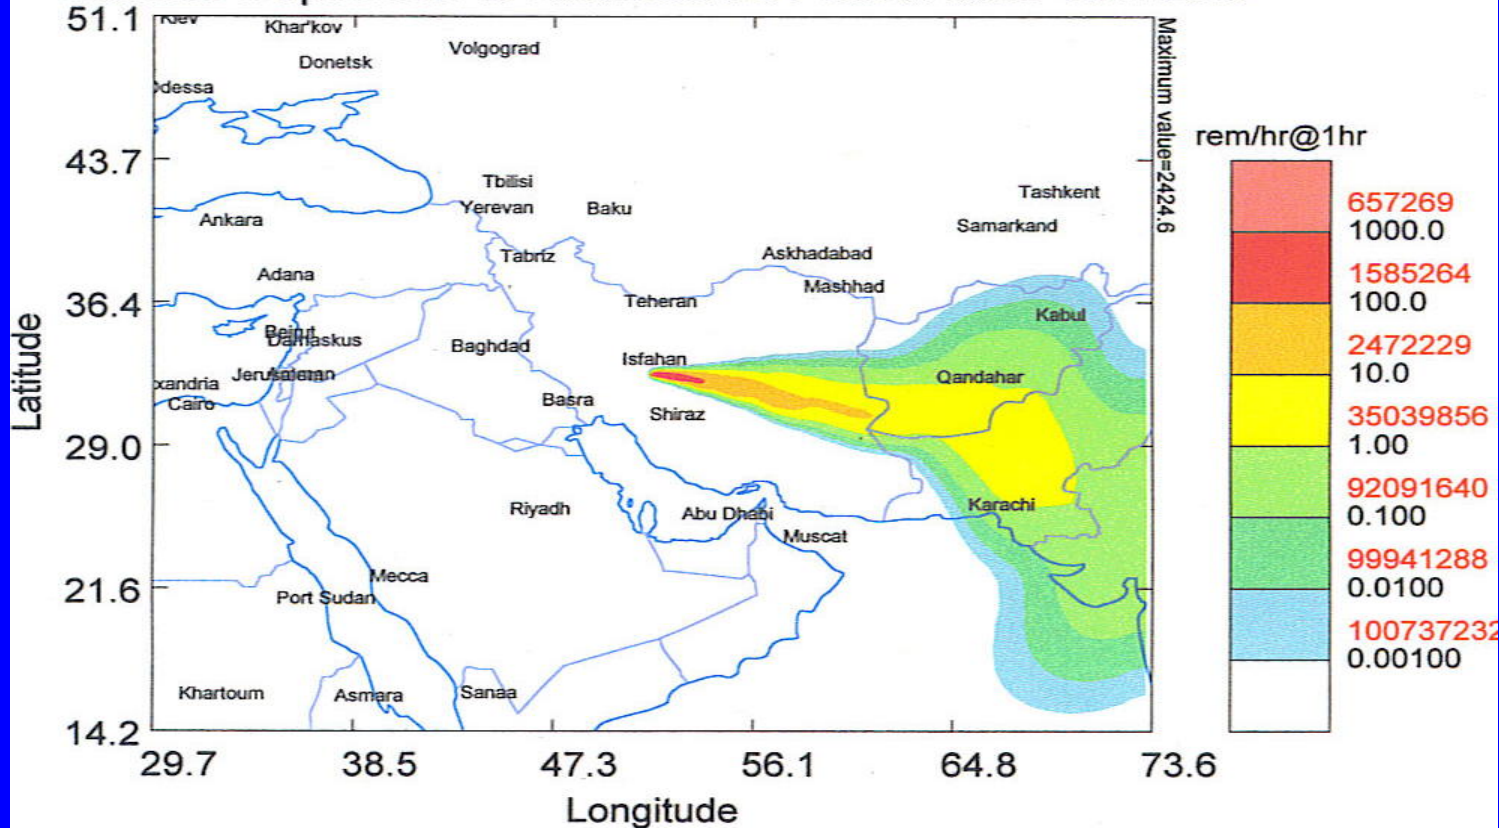 51.1
43.7
36.4
29.0
21.6
14.2
Latitude
29.7 38.5 47.3 56.1 64.8 73.6
Longitude
Kiev
Khar'kov
Volgograd
Donetsk
Odessa
Tbilisi
Yerevan
Baku
Tashkent
Samarkand
Ankara
Tabriz
Askhadabad
Adana
Teheran
Mashhad
Beirut
Damaskus
Kabul
Baghdad
Isfahan
xandria
Qandahar
Cairo
Basra
Shiraz
Karachi
Riyadh
Abu Dhabi
Muscat
Mecca
Port Sudan
Khartoum
Asmara
Sanaa
Maximum value=2424.6
rem/hr@1hr
657269
1000.0
1585264
100.0
2472229
10.0
35039856
1.00
92091640
0.100
99941288
0.0100
100737232
0.00100